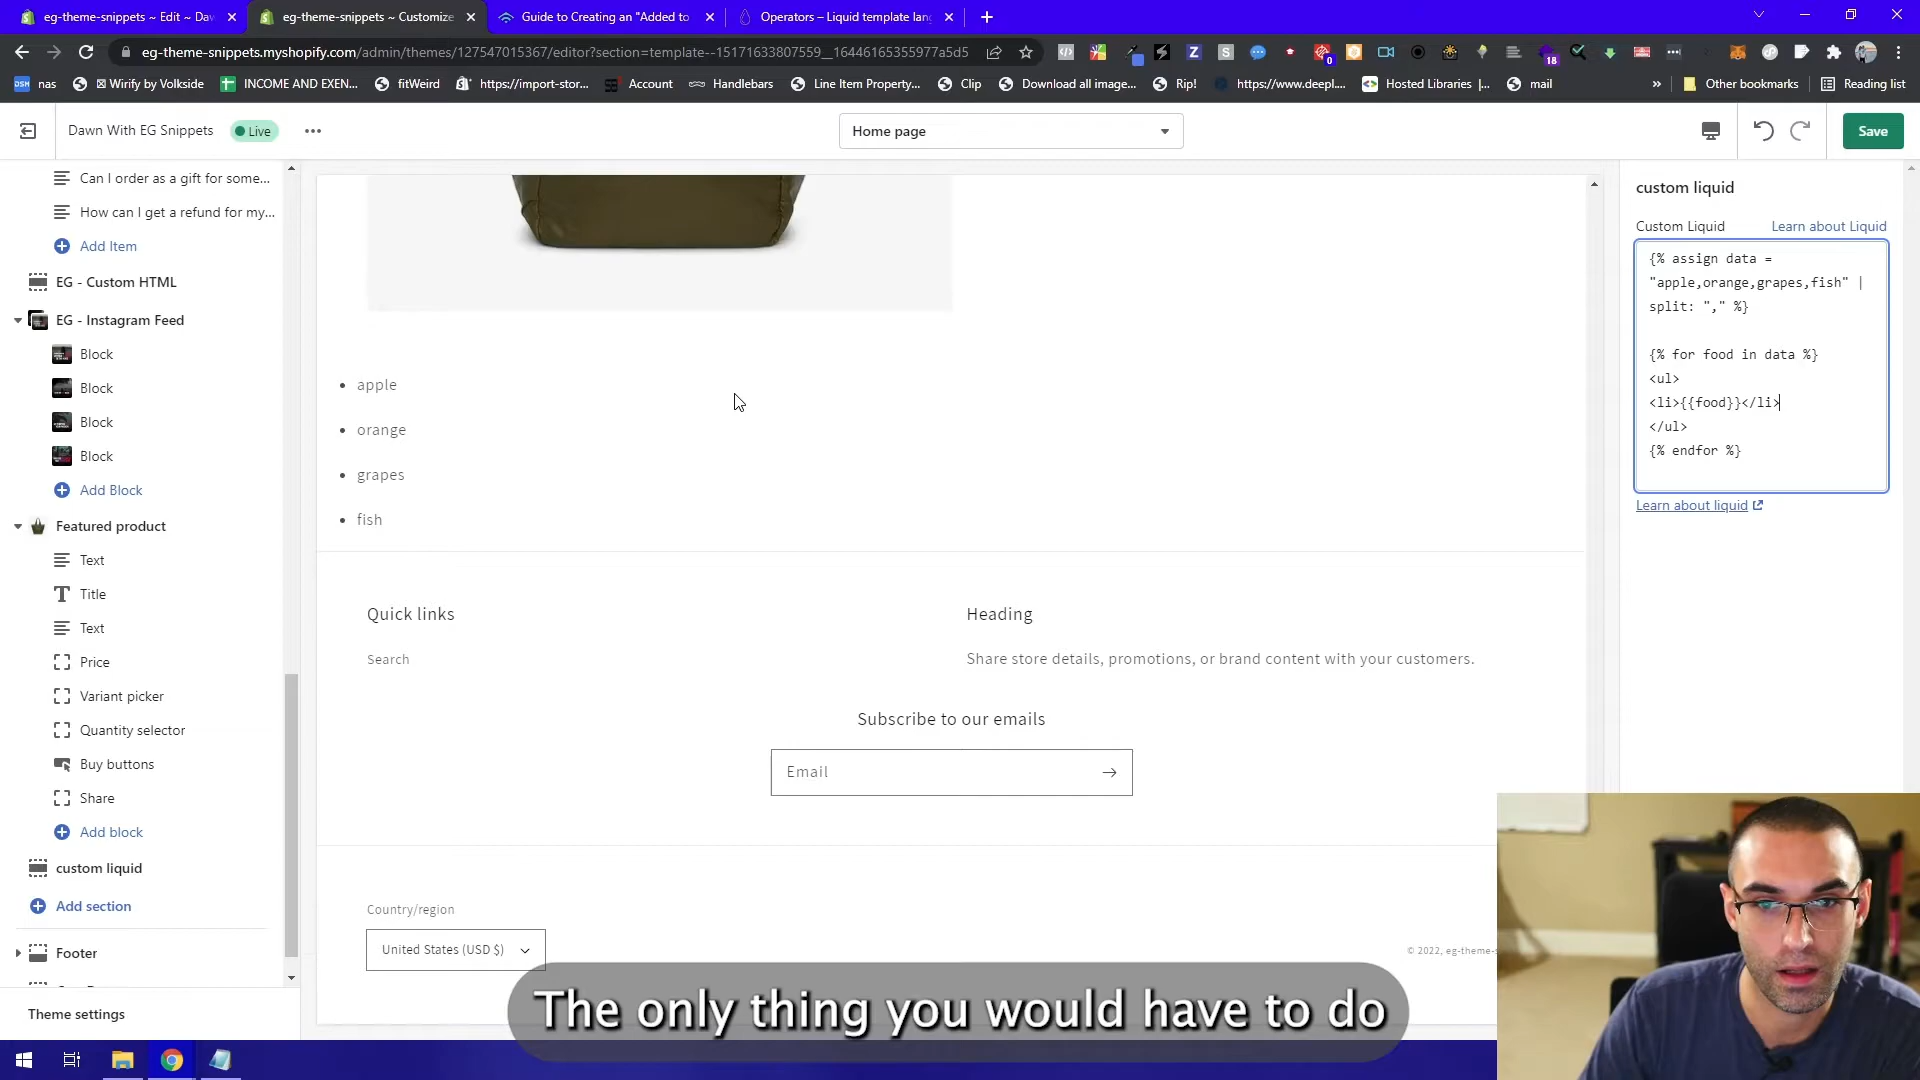 eg-theme-snippets ~ Edit ~ Daw
eg-theme-snippets ~ Customize
Guide to Creating an "Added to
Operators – Liquid template lan
eg-theme-snippets.myshopify.com/admin/themes/127547015367/editor?section=template--15171633807559__16446165355977a5d5
nas
Wirify by Volkside
INCOME AND EXEN...
fitWeird
https://import-stor...
Account
Handlebars
Line Item Property...
Clip
Download all image...
Rip!
https://www.deepl....
Hosted Libraries |...
mail
»
Other bookmarks
Reading list
Dawn With EG Snippets
Live
Home page
Save
Can I order as a gift for some...
How can I get a refund for my...
Add Item
EG - Custom HTML
EG - Instagram Feed
Block
Block
Block
Block
Add Block
Featured product
Text
Title
Text
Price
Variant picker
Quantity selector
Buy buttons
Share
Add block
custom liquid
Add section
Footer
Theme settings
• apple
• orange
• grapes
• fish
Quick links
Search
Heading
Share store details, promotions, or brand content with your customers.
Subscribe to our emails
Email
Country/region
United States (USD $)
© 2022, eg-theme-s
custom liquid
Custom Liquid
Learn about Liquid
{% assign data =
"apple,orange,grapes,fish" |
split: "," %}
{% for food in data %}
<ul>
<li>{{food}}</li>
</ul>
{% endfor %}
Learn about liquid
The only thing you would have to do